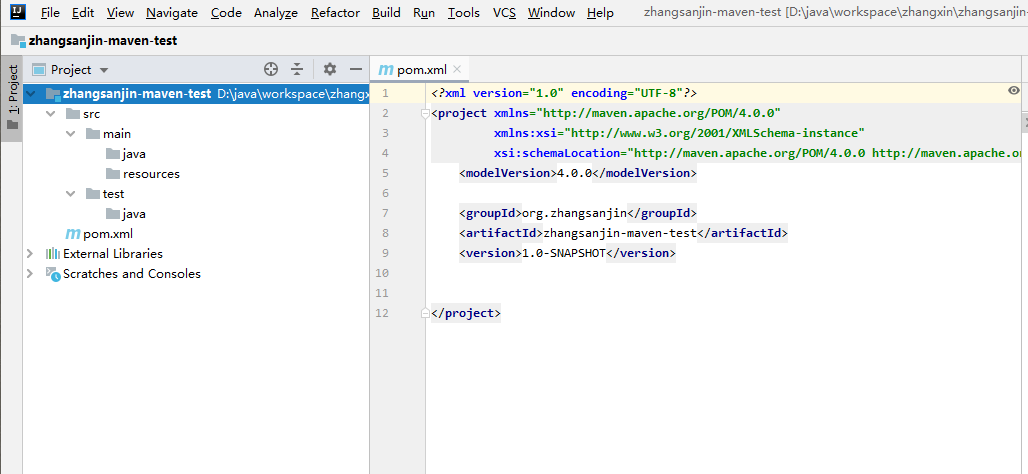 IJ
File Edit View Navigate Code Analyze Refactor Build Run Tools VCS Window Help zhangsanjin-maven-test [D:\java\workspace\zhangxin\zhangsanjin-
zhangsanjin-maven-test
1: Project
Project
zhangsanjin-maven-test D:\java\workspace\zhangx
src
main
java
resources
test
java
m pom.xml
External Libraries
Scratches and Consoles
m pom.xml
1 <?xml version="1.0" encoding="UTF-8"?>
2 <project xmlns="http://maven.apache.org/POM/4.0.0"
3 xmlns:xsi="http://www.w3.org/2001/XMLSchema-instance"
4 xsi:schemaLocation="http://maven.apache.org/POM/4.0.0 http://maven.apache.or
5 <modelVersion>4.0.0</modelVersion>
6
7 <groupId>org.zhangsanjin</groupId>
8 <artifactId>zhangsanjin-maven-test</artifactId>
9 <version>1.0-SNAPSHOT</version>
10
11
12 </project>